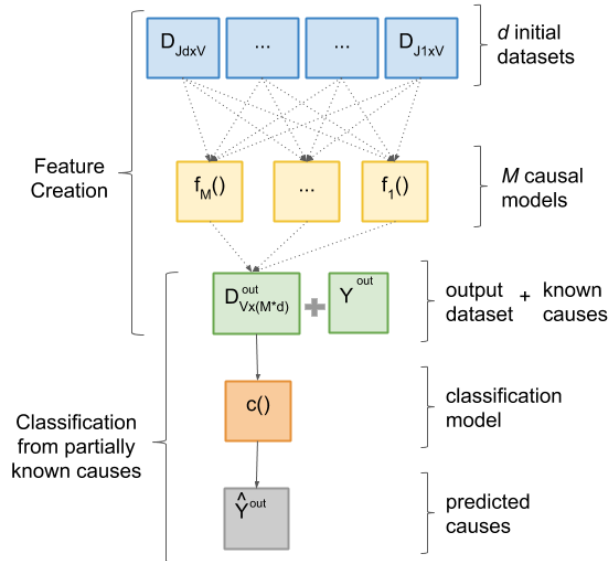 D_JdxV
...
...
D_J1xV
d initial
datasets
Feature
Creation
f_M()
...
f_1()
M causal
models
D^out_Vx(M*d)
+
Y^out
output
dataset
+
known
causes
c()
classification
model
Classification
from partially
known causes
Ŷ^out
predicted
causes